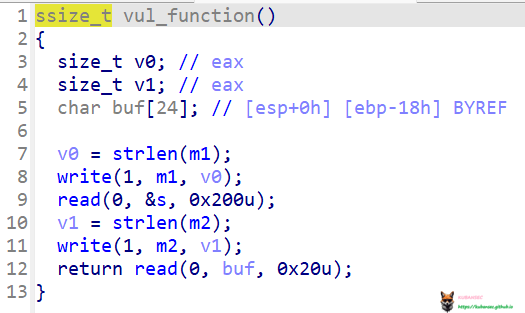 1 ssize_t vul_function()
2 {
3 size_t v0; // eax
4 size_t v1; // eax
5 char buf[24]; // [esp+0h] [ebp-18h] BYREF
6
7 v0 = strlen(m1);
8 write(1, m1, v0);
9 read(0, &s, 0x200u);
10 v1 = strlen(m2);
11 write(1, m2, v1);
12 return read(0, buf, 0x20u);
13 }